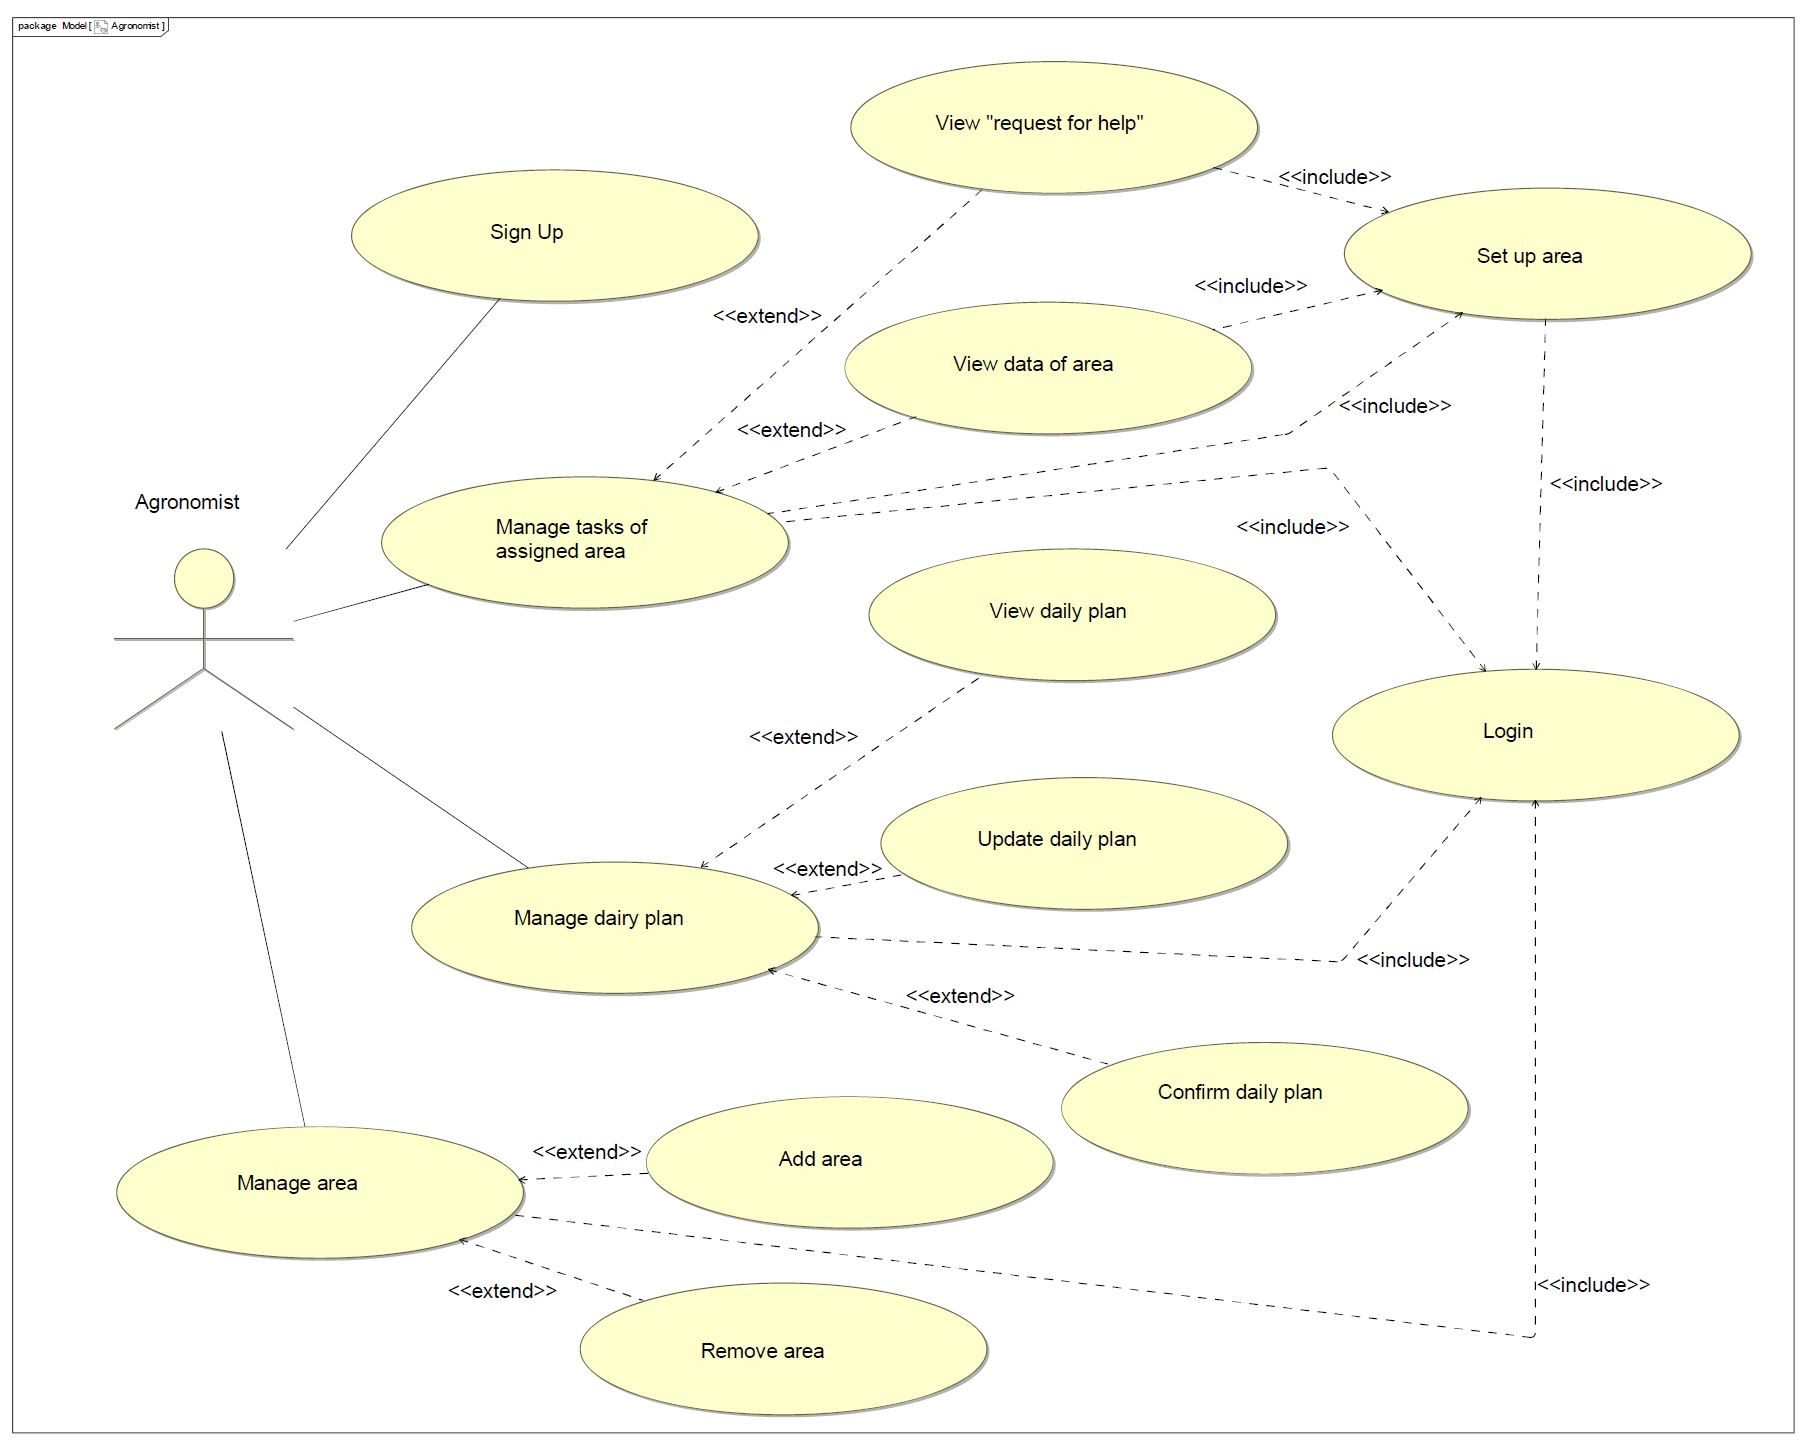 package Model [ Agronomist ]
View "request for help"
<<include>>
Sign Up
Set up area
<<include>>
<<extend>>
View data of area
<<include>>
<<extend>>
<<include>>
Agronomist
Manage tasks of
assigned area
<<include>>
View daily plan
Login
<<extend>>
Update daily plan
<<extend>>
Manage dairy plan
<<include>>
<<extend>>
Confirm daily plan
<<extend>>
Add area
Manage area
<<include>>
<<extend>>
Remove area